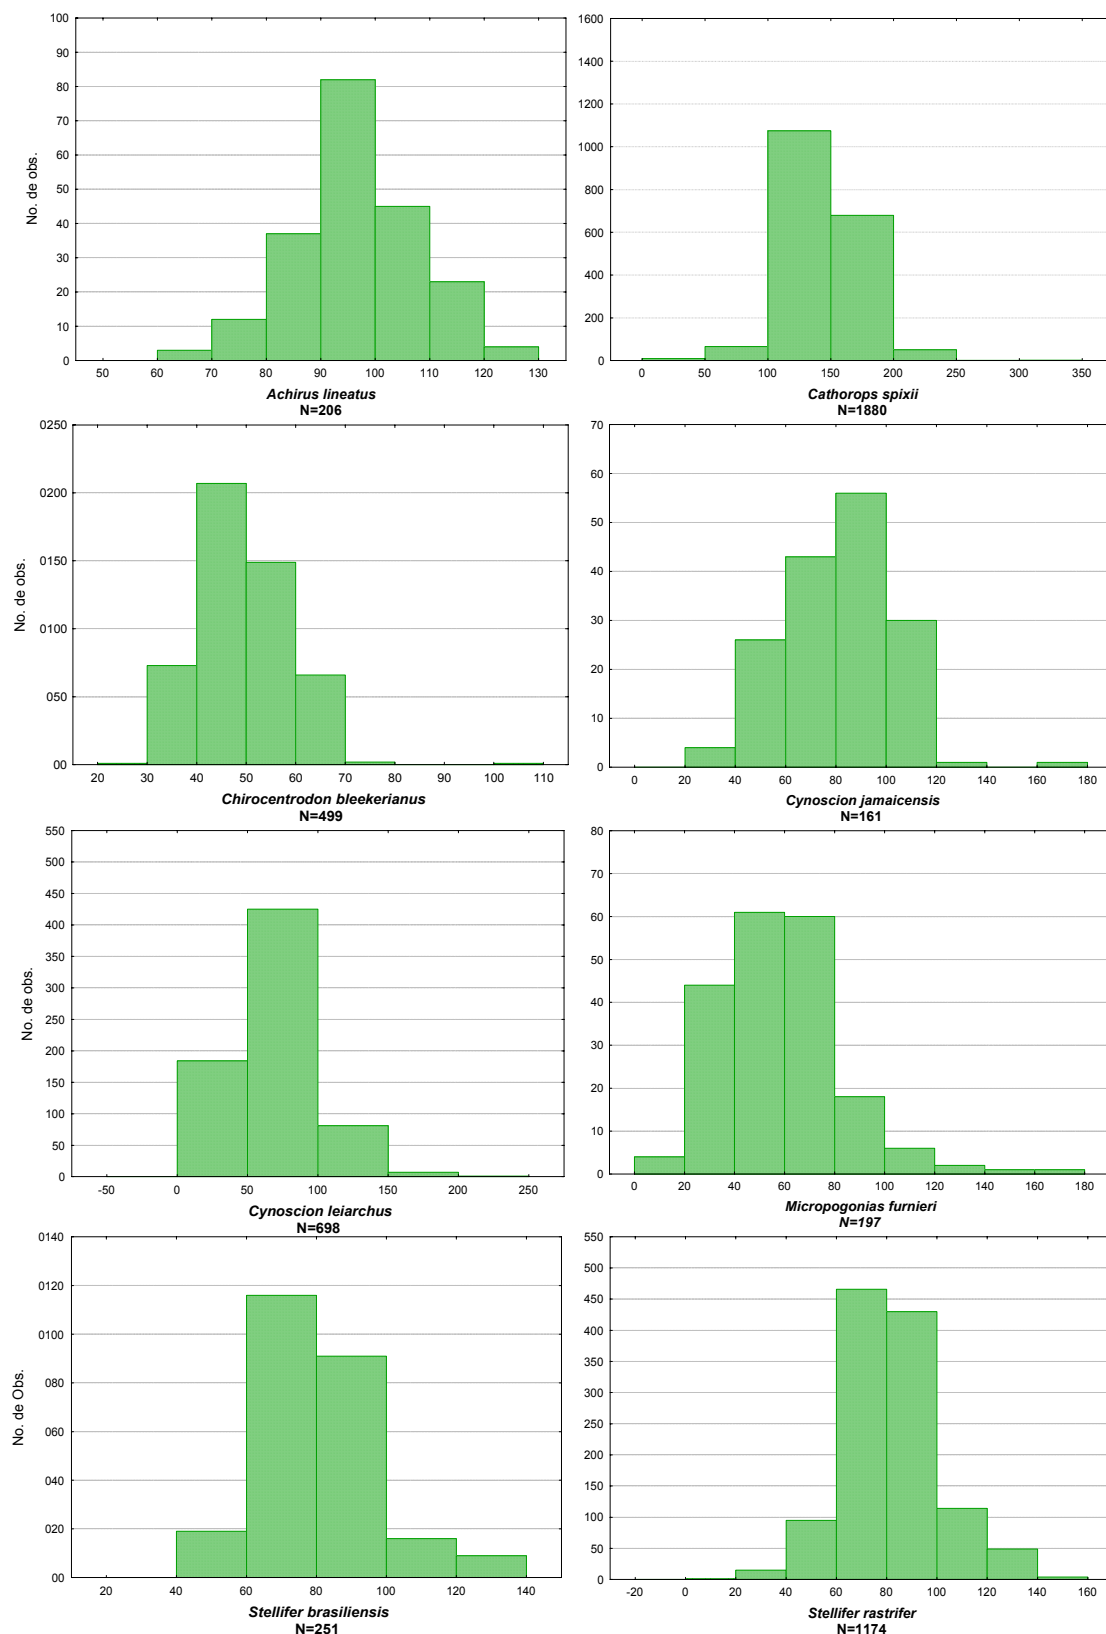 100
90
80
70
60
50
40
30
20
10
0
No. de obs.
50 60 70 80 90 100 110 120 130
Achirus lineatus
N=206
1600
1400
1200
1000
800
600
400
200
0
0 50 100 150 200 250 300 350
Cathorops spixii
N=1880
0250
0200
0150
0100
050
00
No. de obs.
20 30 40 50 60 70 80 90 100 110
Chirocentrodon bleekerianus
N=499
70
60
50
40
30
20
10
0
0 20 40 60 80 100 120 140 160 180
Cynoscion jamaicensis
N=161
550
500
450
400
350
300
250
200
150
100
50
0
No. de obs.
-50 0 50 100 150 200 250
Cynoscion leiarchus
N=698
80
70
60
50
40
30
20
10
0
0 20 40 60 80 100 120 140 160 180
Micropogonias furnieri
N=197
0140
0120
0100
080
060
040
020
00
No. de Obs.
20 40 60 80 100 120 140
Stellifer brasiliensis
N=251
550
500
450
400
350
300
250
200
150
100
50
0
-20 0 20 40 60 80 100 120 140 160
Stellifer rastrifer
N=1174